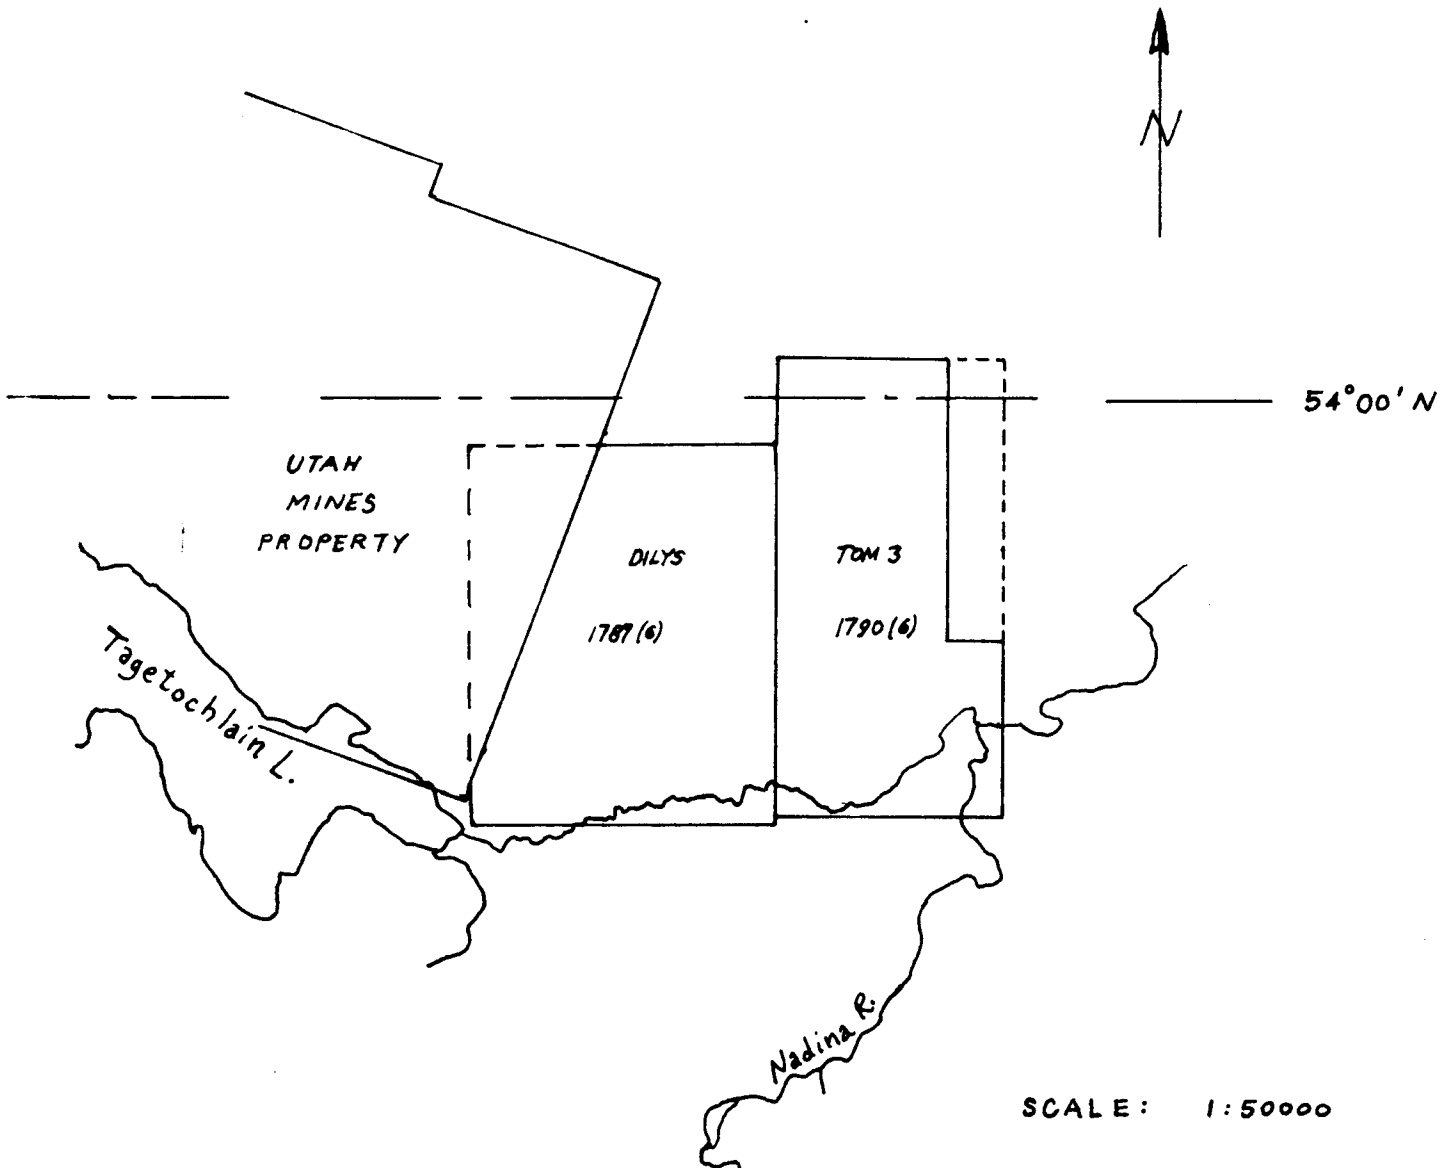 N
54°00' N
UTAH
MINES
PROPERTY
DILYS
1787 (6)
TOM 3
1790 (6)
Tagetochlain L.
Nadina R.
SCALE: 1:50000